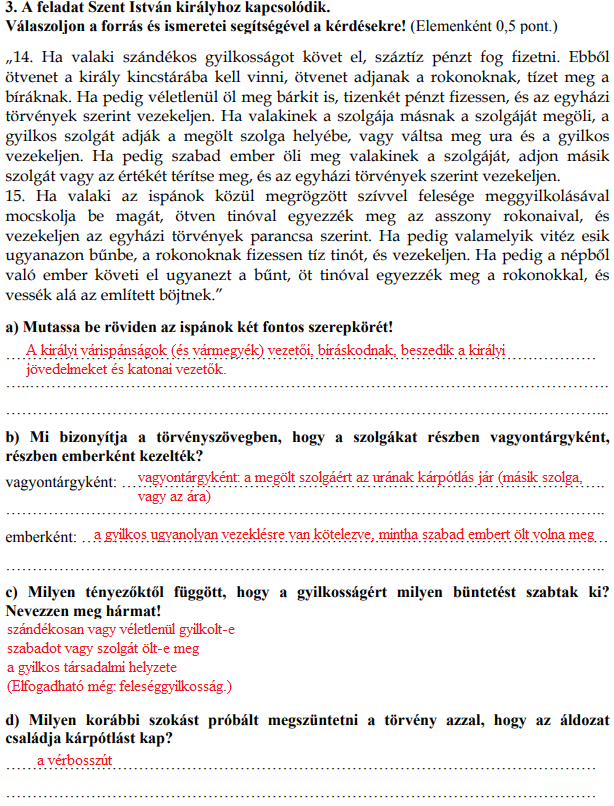 3. A feladat Szent István királyhoz kapcsolódik.
Válaszoljon a forrás és ismeretei segítségével a kérdésekre! (Elemenként 0,5 pont.)
„14. Ha valaki szándékos gyilkosságot követ el, száztíz pénzt fog fizetni. Ebből
ötvenet a király kincstárába kell vinni, ötvenet adjanak a rokonoknak, tízet meg a
bíráknak. Ha pedig véletlenül öl meg bárkit is, tizenkét pénzt fizessen, és az egyházi
törvények szerint vezekeljen. Ha valakinek a szolgája másnak a szolgáját megöli, a
gyilkos szolgát adják a megölt szolga helyébe, vagy váltsa meg ura és a gyilkos
vezekeljen. Ha pedig szabad ember öli meg valakinek a szolgáját, adjon másik
szolgát vagy az értékét térítse meg, és az egyházi törvények szerint vezekeljen.
15. Ha valaki az ispánok közül megrögzött szívvel felesége meggyilkolásával
mocskolja be magát, ötven tinóval egyezzék meg az asszony rokonaival, és
vezekeljen az egyházi törvények parancsa szerint. Ha pedig valamelyik vitéz esik
ugyanazon bűnbe, a rokonoknak fizessen tíz tinót, és vezekeljen. Ha pedig a népből
való ember követi el ugyanezt a bűnt, öt tinóval egyezzék meg a rokonokkal, és
vessék alá az említett böjtnek.”
a) Mutassa be röviden az ispánok két fontos szerepkörét!
A királyi várispánságok (és vármegyék) vezetői, bíráskodnak, beszedik a királyi
jövedelmeket és katonai vezetők.
b) Mi bizonyítja a törvényszövegben, hogy a szolgákat részben vagyontárgyként,
részben emberként kezelték?
vagyontárgyként: vagyontárgyként: a megölt szolgáért az urának kárpótlás jár (másik szolga,
vagy az ára)
emberként: a gyilkos ugyanolyan vezeklésre van kötelezve, mintha szabad embert ölt volna meg
c) Milyen tényezőktől függött, hogy a gyilkosságért milyen büntetést szabtak ki?
Nevezzen meg hármat!
szándékosan vagy véletlenül gyilkolt-e
szabadot vagy szolgát ölt-e meg
a gyilkos társadalmi helyzete
(Elfogadható még: feleséggyilkosság.)
d) Milyen korábbi szokást próbált megszüntetni a törvény azzal, hogy az áldozat
családja kárpótlást kap?
a vérbosszút